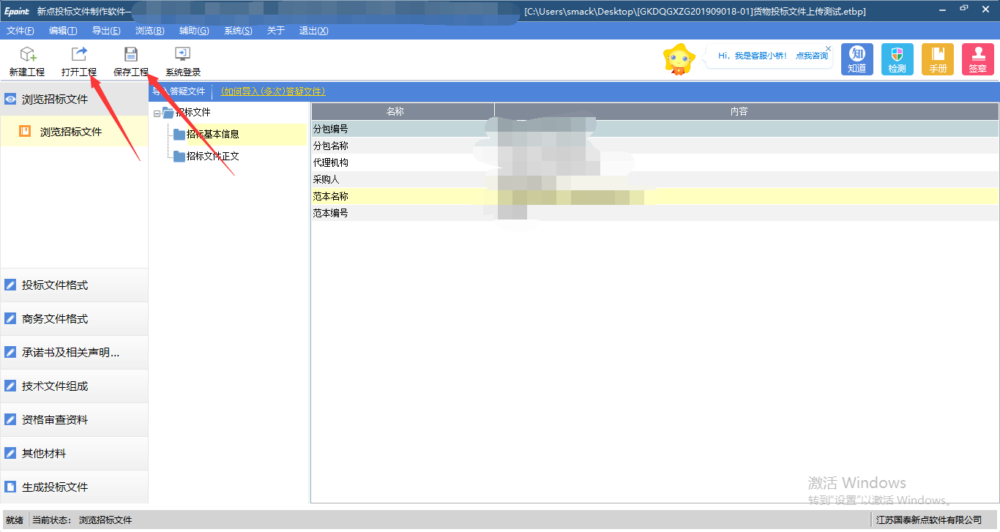 Epoint 新点投标文件制作软件— [C:\Users\smack\Desktop\[GKDQGXZG201909018-01]货物投标文件上传测试.etbp]
文件(F) 编辑(T) 导出(E) 浏览(B) 辅助(G) 系统(S) 关于 退出(X)
新建工程 打开工程 保存工程 系统登录
Hi，我是客服小桥！ 点我咨询
知
知道 检测 手册 签章
浏览招标文件
浏览招标文件
投标文件格式
商务文件格式
承诺书及相关声明...
技术文件组成
资格审查资料
其他材料
生成投标文件
导入答疑文件 (如何导入(多次)答疑文件)
招标文件
招标基本信息
招标文件正文
名称 内容
分包编号
分包名称
代理机构
采购人
范本名称
范本编号
激活 Windows
转到"设置"以激活 Windows。
就绪 当前状态: 浏览招标文件 江苏国泰新点软件有限公司